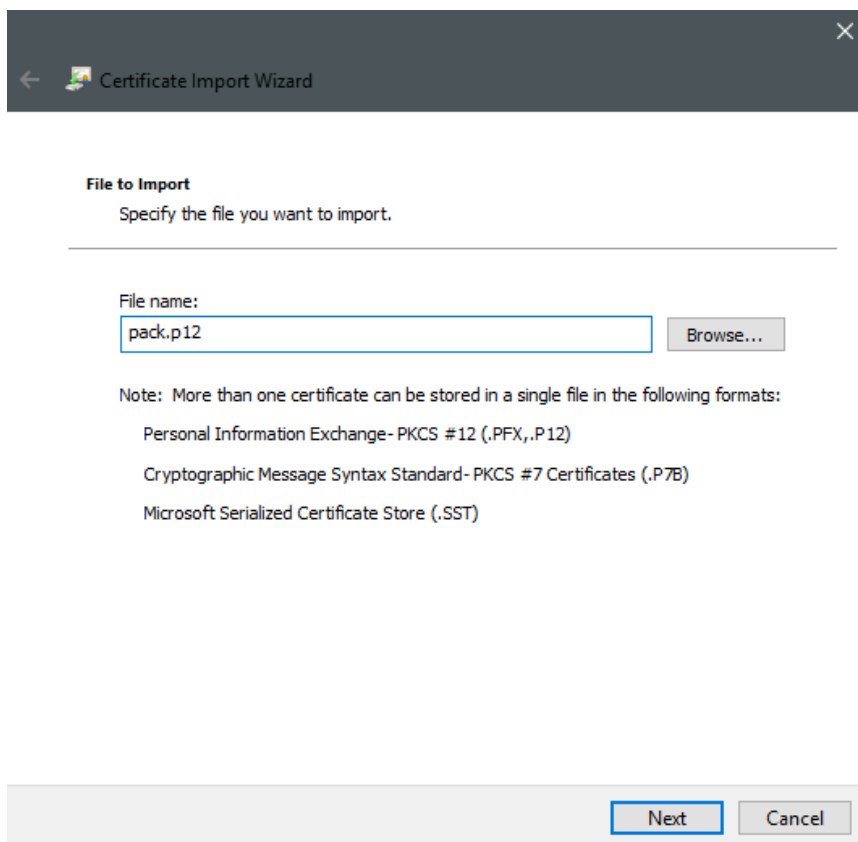 Certificate Import Wizard
File to Import
Specify the file you want to import.
File name:
pack.p12
Browse...
Note: More than one certificate can be stored in a single file in the following formats:
Personal Information Exchange- PKCS #12 (.PFX,.P12)
Cryptographic Message Syntax Standard- PKCS #7 Certificates (.P7B)
Microsoft Serialized Certificate Store (.SST)
Next
Cancel